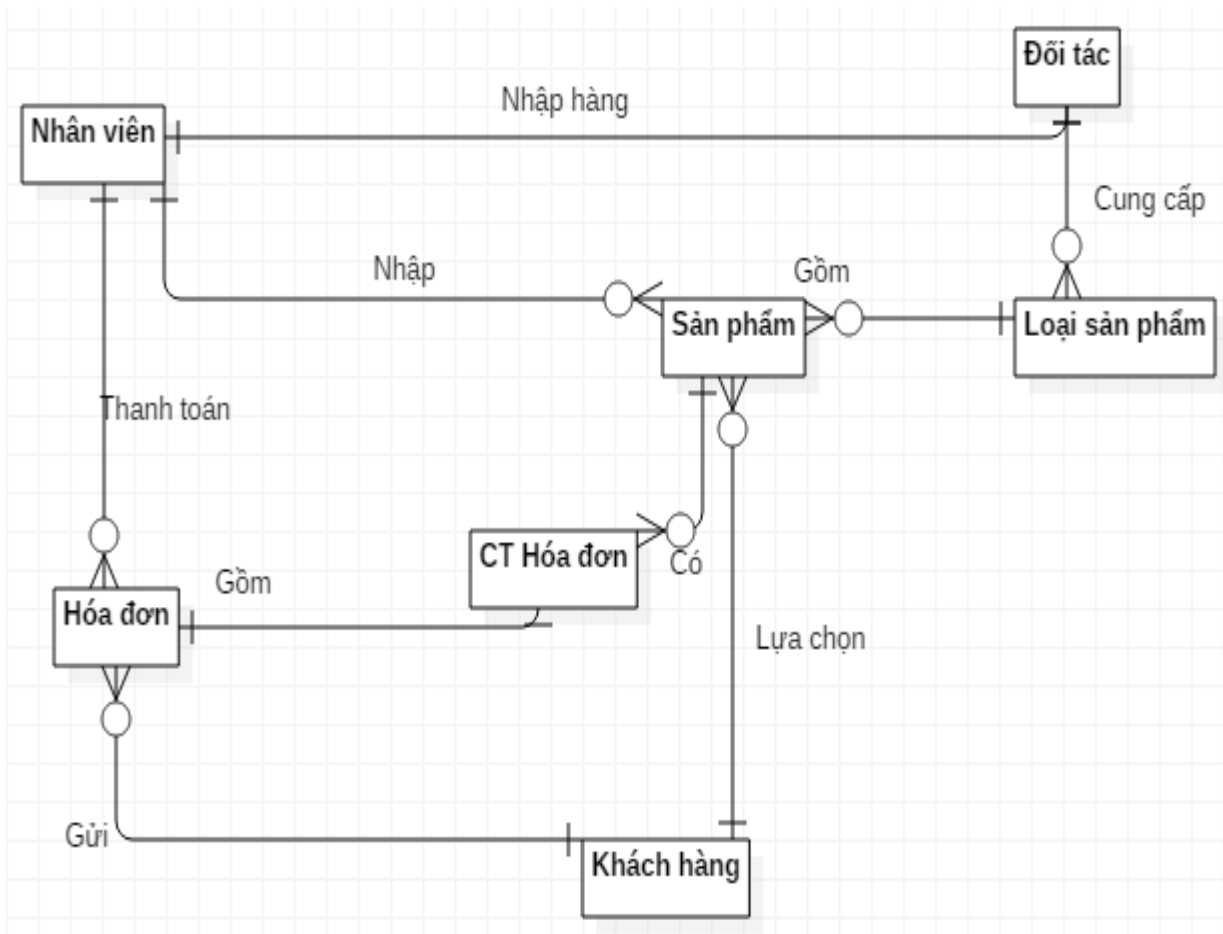 Đối tác
Nhập hàng
Nhân viên
Cung cấp
Nhập
Gồm
Sản phẩm
Loại sản phẩm
Thanh toán
CT Hóa đơn
Có
Gồm
Hóa đơn
Lựa chọn
Gửi
Khách hàng